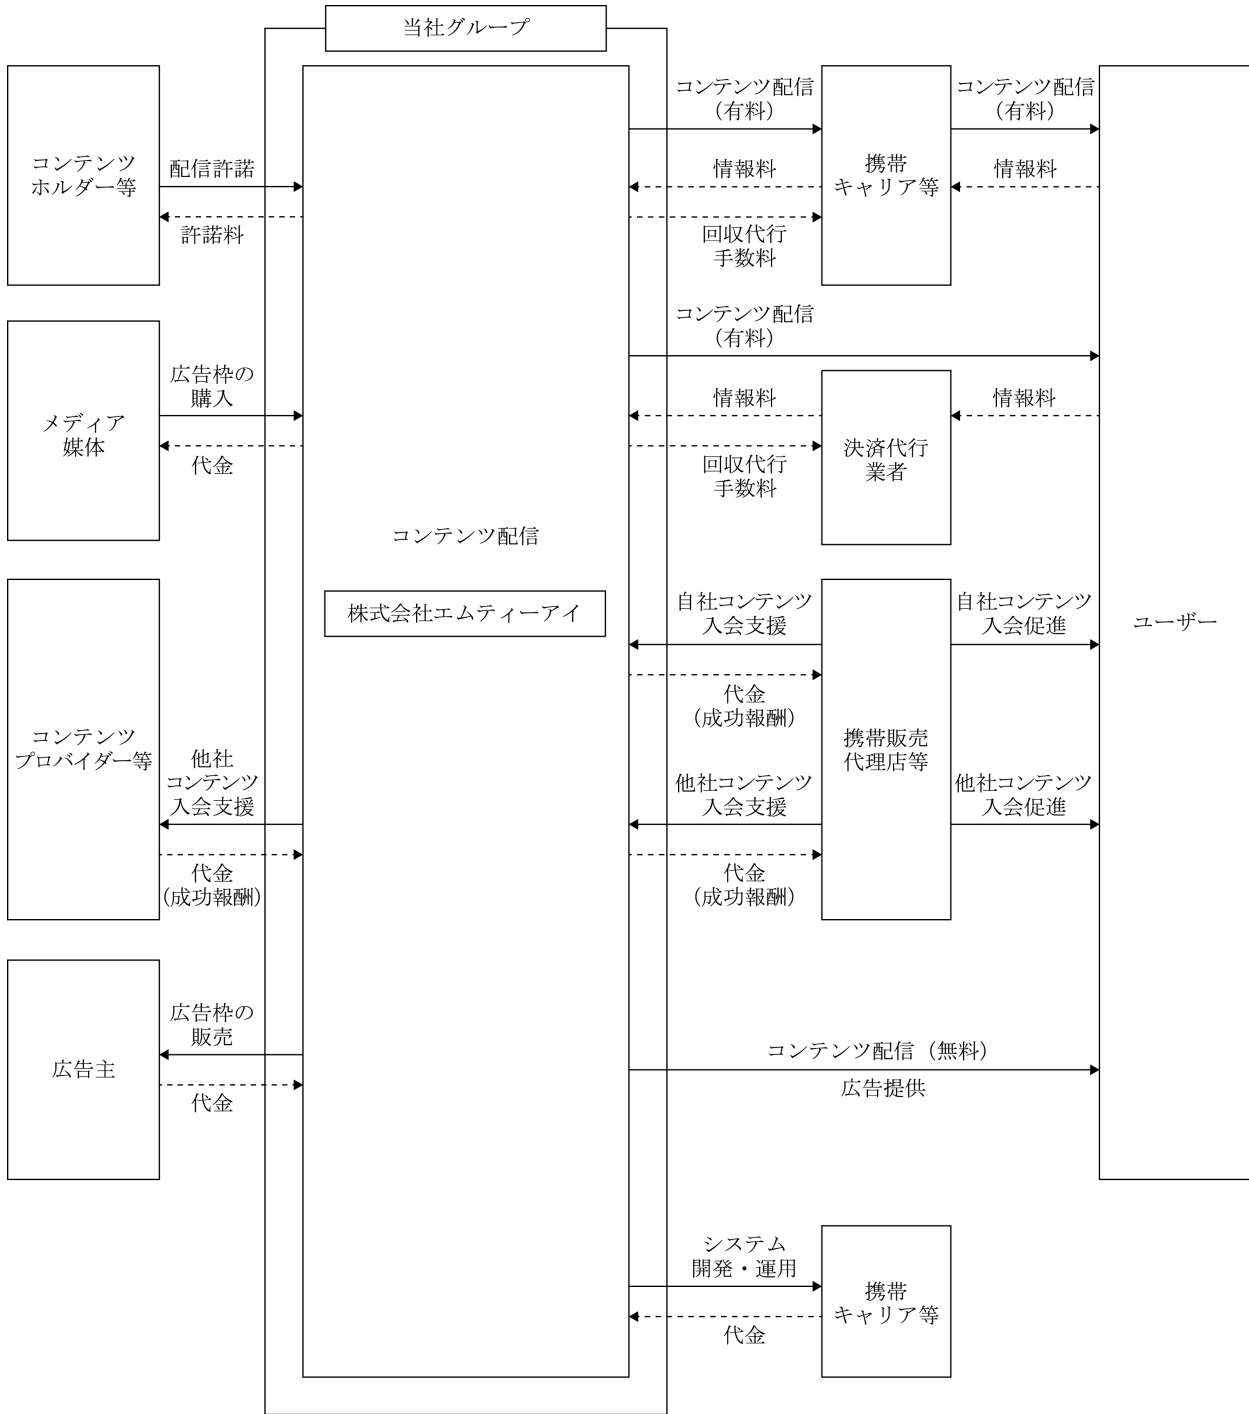 当社グループ
コンテンツ
ホルダー等
配信許諾
許諾料
コンテンツ配信
(有料)
情報料
回収代行
手数料
携帯
キャリア等
コンテンツ配信
(有料)
情報料
メディア
媒体
広告枠の
購入
代金
コンテンツ配信
(有料)
情報料
回収代行
手数料
決済代行
業者
情報料
コンテンツ配信
株式会社エムティーアイ
ユーザー
コンテンツ
プロバイダー等
他社
コンテンツ
入会支援
代金
(成功報酬)
自社コンテンツ
入会支援
代金
(成功報酬)
他社コンテンツ
入会支援
代金
(成功報酬)
携帯販売
代理店等
自社コンテンツ
入会促進
他社コンテンツ
入会促進
広告主
広告枠の
販売
代金
コンテンツ配信(無料)
広告提供
システム
開発・運用
代金
携帯
キャリア等